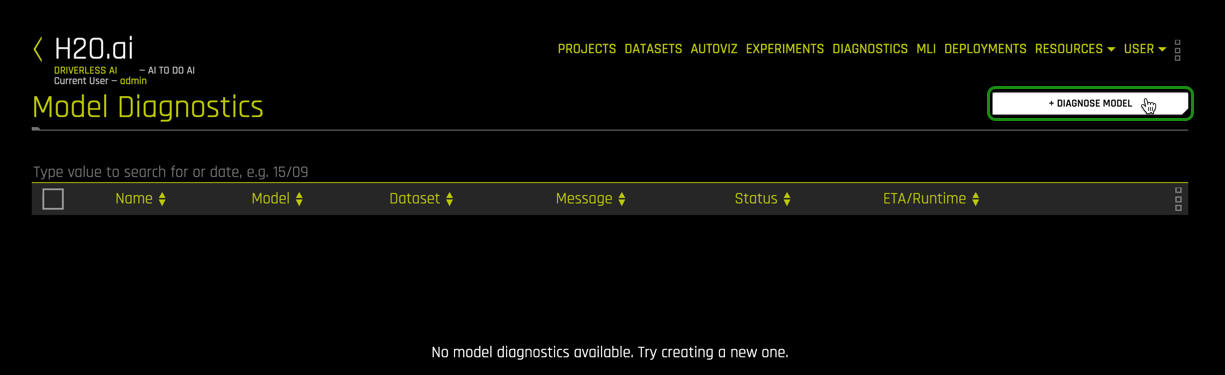 H2O.ai
DRIVERLESS AI — AI TO DO AI
Current User — admin
PROJECTS DATASETS AUTOVIZ EXPERIMENTS DIAGNOSTICS MLI DEPLOYMENTS RESOURCES USER
Model Diagnostics
+ DIAGNOSE MODEL
Type value to search for or date, e.g. 15/09
Name Model Dataset Message Status ETA/Runtime
No model diagnostics available. Try creating a new one.